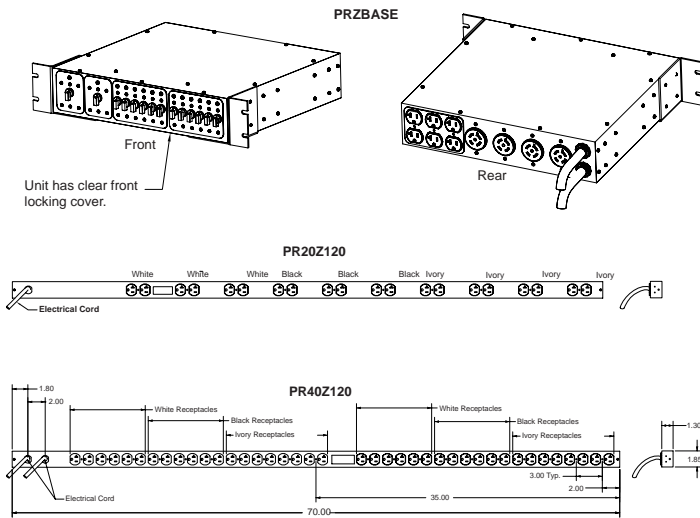 PRZBASE
Front
Unit has clear front
locking cover.
Rear
PR20Z120
White White White Black Black Black Ivory Ivory Ivory Ivory
Electrical Cord
PR40Z120
1.80
2.00
White Receptacles
Black Receptacles
Ivory Receptacles
White Receptacles
Black Receptacles
Ivory Receptacles
1.30
1.85
3.00 Typ.
2.00
Electrical Cord
35.00
70.00